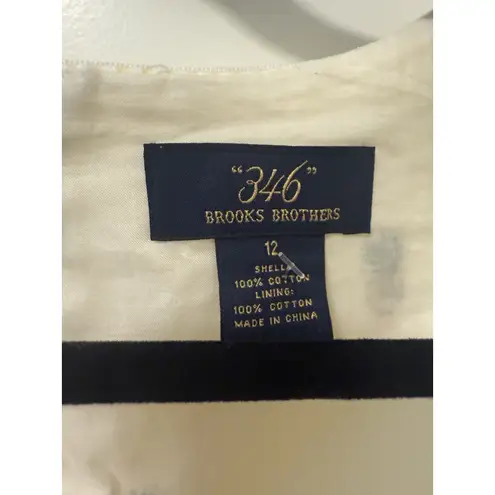 "346"
BROOKS BROTHERS
12
SHELL:
100% COTTON
LINING:
100% COTTON
MADE IN CHINA